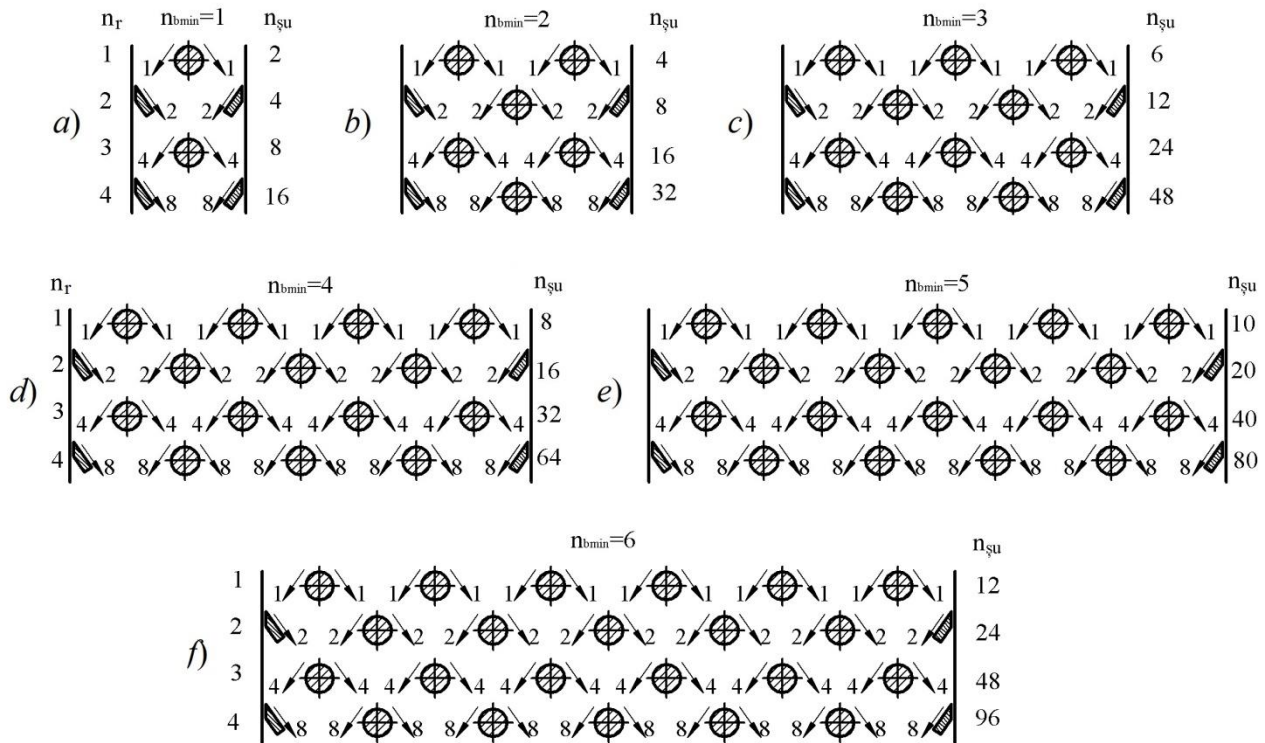 n_r n_bmin=1 n_șu n_bmin=2 n_șu n_bmin=3 n_șu
1 1 1 2 1 1 1 1 4 1 1 1 1 1 1 6
a) 2 2 2 4 b) 2 2 2 2 8 c) 2 2 2 2 2 2 12
3 4 4 8 4 4 4 4 16 4 4 4 4 4 4 24
4 8 8 16 8 8 8 8 32 8 8 8 8 8 8 48
n_r n_bmin=4 n_șu n_bmin=5 n_șu
1 1 1 1 1 1 1 1 1 8 1 1 1 1 1 1 1 1 1 1 10
2 2 2 2 2 2 2 2 2 16 2 2 2 2 2 2 2 2 2 2 20
d) 3 4 4 4 4 4 4 4 4 32 e) 4 4 4 4 4 4 4 4 4 4 40
4 8 8 8 8 8 8 8 8 64 8 8 8 8 8 8 8 8 8 8 80
n_bmin=6 n_șu
1 1 1 1 1 1 1 1 1 1 1 1 1 12
2 2 2 2 2 2 2 2 2 2 2 2 2 24
f) 3 4 4 4 4 4 4 4 4 4 4 4 4 48
4 8 8 8 8 8 8 8 8 8 8 8 8 96